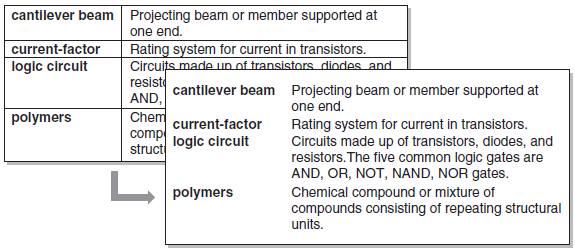 cantilever beam Projecting beam or member supported at
one end.
current-factor Rating system for current in transistors.
logic circuit Circuits made up of transistors, diodes, and
AND,
polymers
cantilever beam Projecting beam or member supported at
one end.
current-factor Rating system for current in transistors.
logic circuit Circuits made up of transistors, diodes, and
resistors.The five common logic gates are
AND, OR, NOT, NAND, NOR gates.
polymers Chemical compound or mixture of
compounds consisting of repeating structural
units.